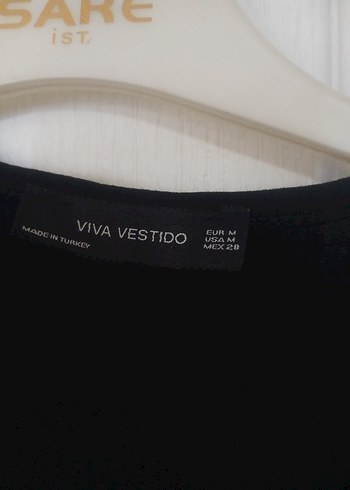 SARE
İST.
VIVA VESTIDO
MADE IN TURKEY
EUR M
USA M
MEX 28